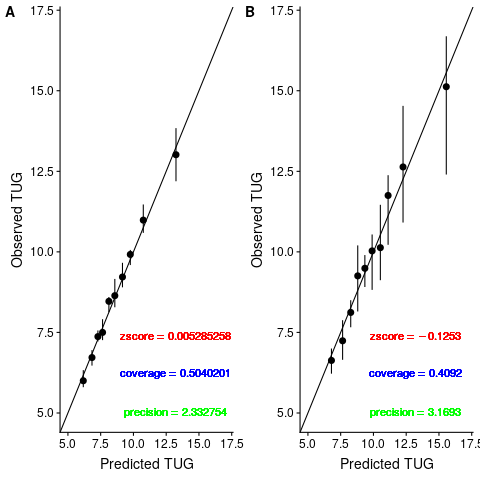 A
17.5
15.0
12.5
10.0
7.5
5.0
Observed TUG
zscore = 0.005285258
coverage = 0.5040201
precision = 2.332754
5.0 7.5 10.0 12.5 15.0 17.5
Predicted TUG
B
17.5
15.0
12.5
10.0
7.5
5.0
Observed TUG
zscore = −0.1253
coverage = 0.4092
precision = 3.1693
5.0 7.5 10.0 12.5 15.0 17.5
Predicted TUG